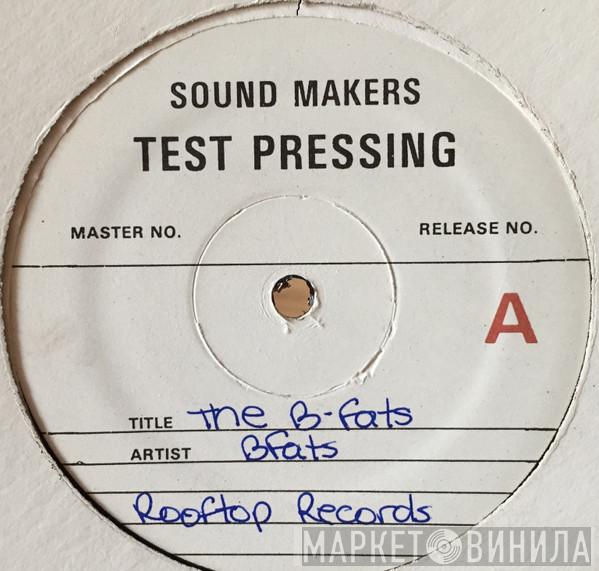 SOUND MAKERS
TEST PRESSING
MASTER NO. RELEASE NO.
A
TITLE The B-fats
ARTIST Bfats
Rooftop Records
МАРКЕТ ВИНИЛА